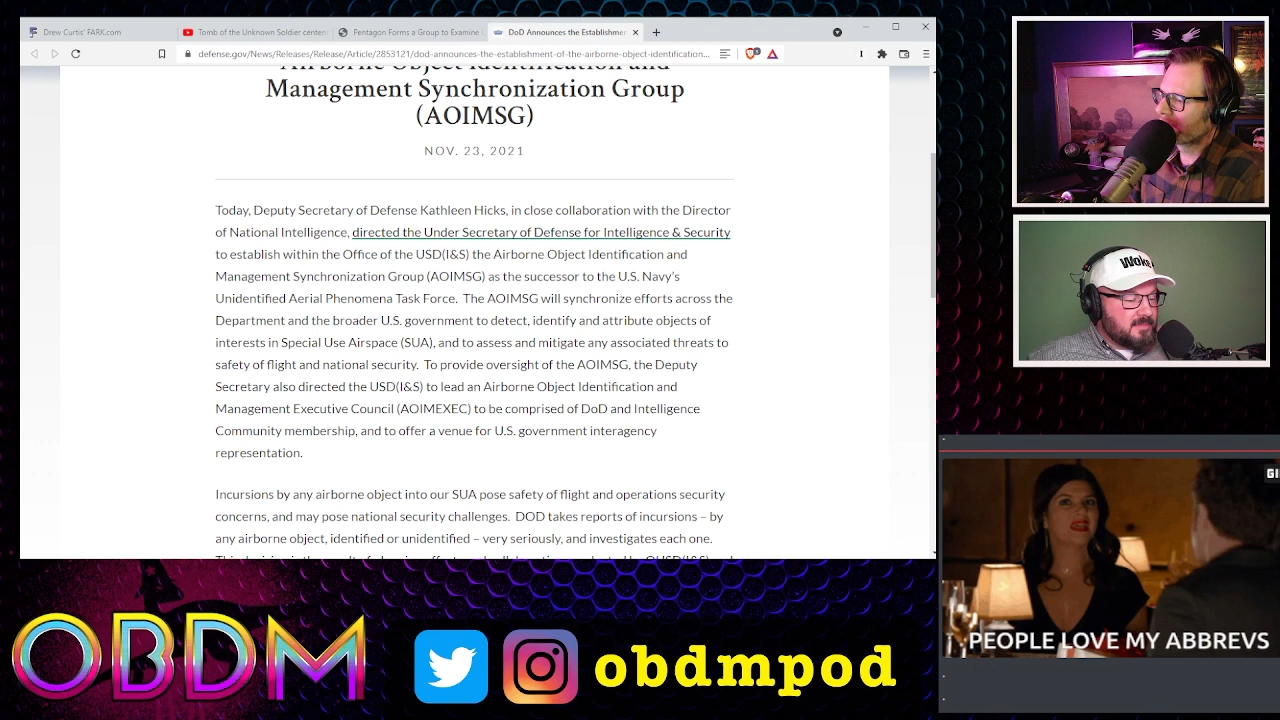 Drew Curtis' FARK.com
Tomb of the Unknown Soldier center
Pentagon Forms a Group to Examine
DoD Announces the Establishmen
defense.gov/News/Releases/Release/Article/2853121/dod-announces-the-establishment-of-the-airborne-object-identification...
Airborne Object Identification and
Management Synchronization Group
(AOIMSG)
NOV. 23, 2021
Today, Deputy Secretary of Defense Kathleen Hicks, in close collaboration with the Director
of National Intelligence, directed the Under Secretary of Defense for Intelligence & Security
to establish within the Office of the USD(I&S) the Airborne Object Identification and
Management Synchronization Group (AOIMSG) as the successor to the U.S. Navy's
Unidentified Aerial Phenomena Task Force. The AOIMSG will synchronize efforts across the
Department and the broader U.S. government to detect, identify and attribute objects of
interests in Special Use Airspace (SUA), and to assess and mitigate any associated threats to
safety of flight and national security. To provide oversight of the AOIMSG, the Deputy
Secretary also directed the USD(I&S) to lead an Airborne Object Identification and
Management Executive Council (AOIMEXEC) to be comprised of DoD and Intelligence
Community membership, and to offer a venue for U.S. government interagency
representation.
Incursions by any airborne object into our SUA pose safety of flight and operations security
concerns, and may pose national security challenges. DOD takes reports of incursions – by
any airborne object, identified or unidentified – very seriously, and investigates each one.
Woke
GI
PEOPLE LOVE MY ABBREVS
OBDM
obdmpod